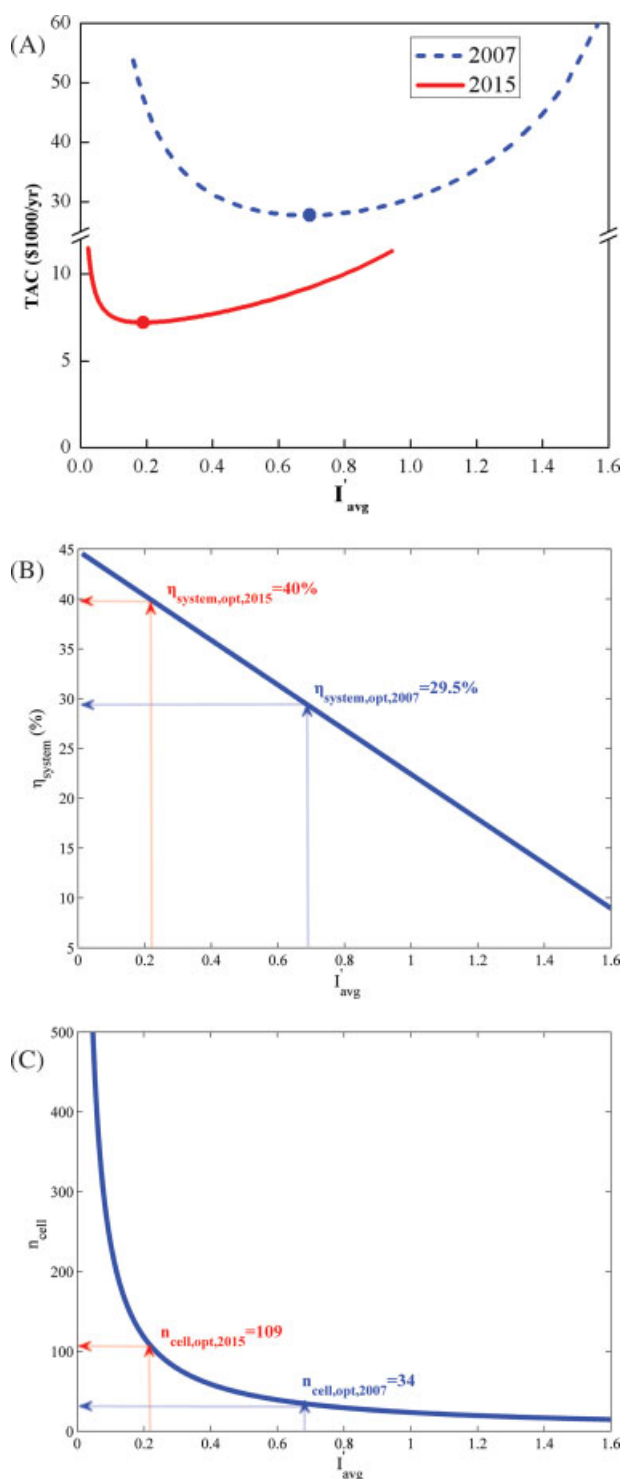 (A)
60
50
40
30
10
5
0
TAC ($1000/yr)
2007
2015
0.0 0.2 0.4 0.6 0.8 1.0 1.2 1.4 1.6
I'avg
(B)
45
40
35
30
25
20
15
10
5
ηsystem (%)
ηsystem,opt,2015=40%
ηsystem,opt,2007=29.5%
0 0.2 0.4 0.6 0.8 1 1.2 1.4 1.6
I'avg
(C)
500
400
300
200
100
0
ncell
ncell,opt,2015=109
ncell,opt,2007=34
0 0.2 0.4 0.6 0.8 1 1.2 1.4 1.6
I'avg